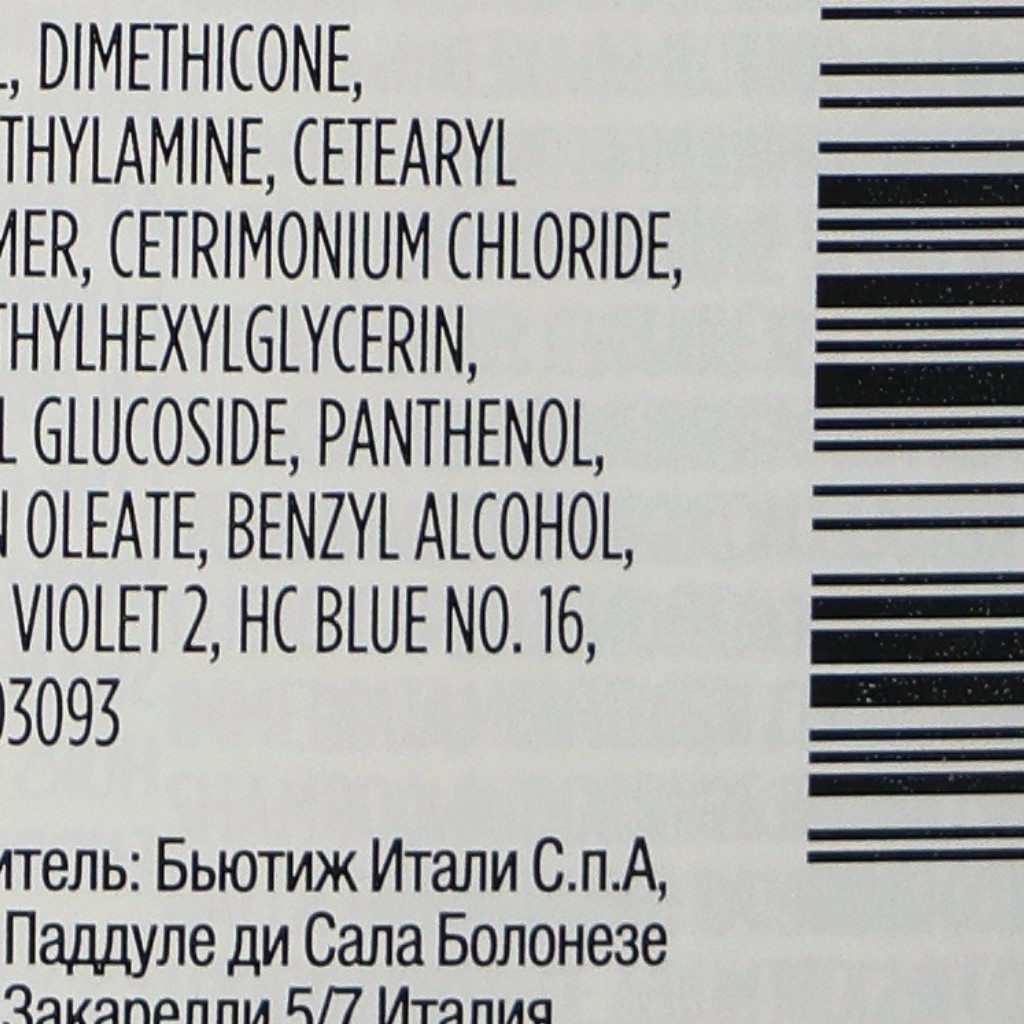 L, DIMETHICONE,
THYLAMINE, CETEARYL
MER, CETRIMONIUM CHLORIDE,
THYLHEXYLGLYCERIN,
L GLUCOSIDE, PANTHENOL,
N OLEATE, BENZYL ALCOHOL,
VIOLET 2, HC BLUE NO. 16,
03093
итель: Бьютиж Итали С.п.А,
Паддуле ди Сала Болонезе
Закарелли 5/7 Италия